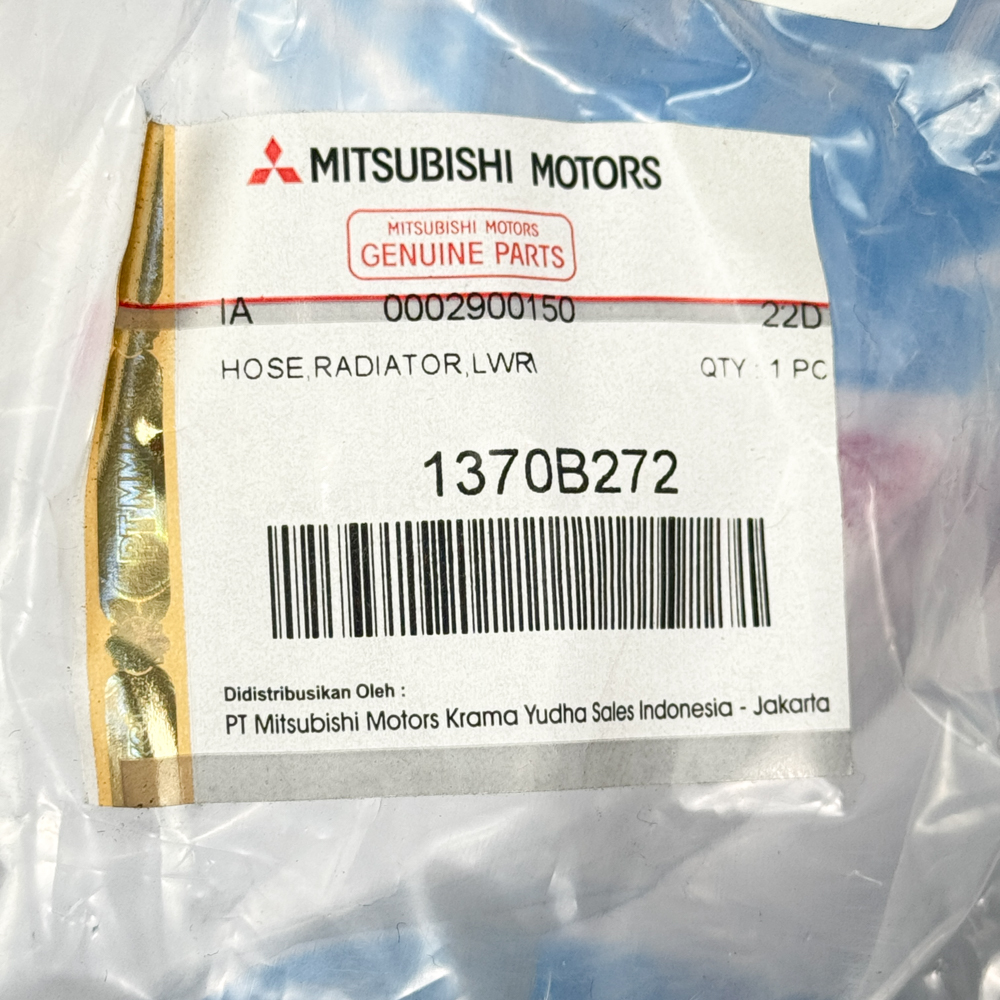 MITSUBISHI MOTORS
MITSUBISHI MOTORS
GENUINE PARTS
IA 0002900150 22D
HOSE,RADIATOR,LWR\ QTY : 1 PC
1370B272
Didistribusikan Oleh :
PT Mitsubishi Motors Krama Yudha Sales Indonesia - Jakarta